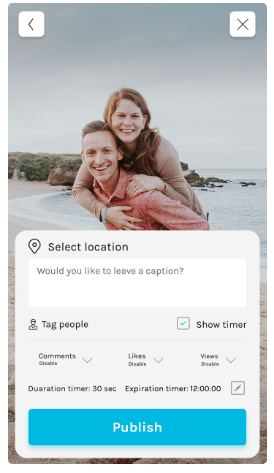 Select location
Would you like to leave a caption?
Tag people Show timer
Comments Likes Views
Disable Disable Disable
Duaration timer: 30 sec Expiration timer: 12:00:00
Publish